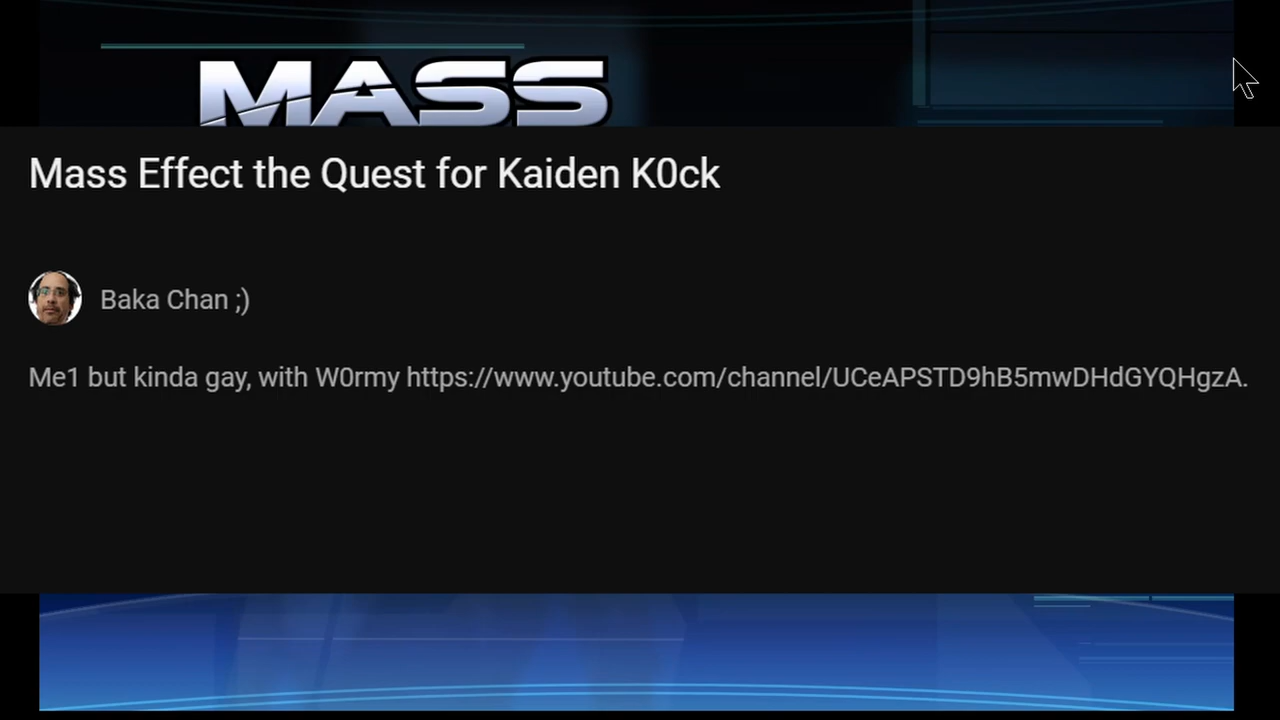 MASS
Mass Effect the Quest for Kaiden K0ck
Baka Chan ;)
Me1 but kinda gay, with W0rmy https://www.youtube.com/channel/UCeAPSTD9hB5mwDHdGYQHgzA.